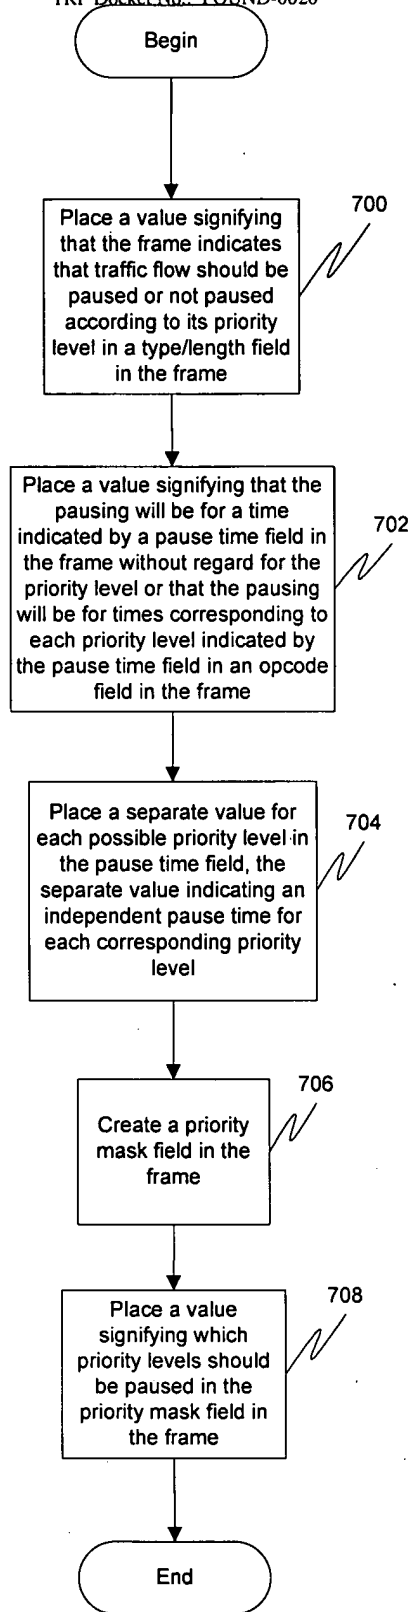 Begin
700
Place a value signifying
that the frame indicates
that traffic flow should be
paused or not paused
according to its priority
level in a type/length field
in the frame
702
Place a value signifying that the
pausing will be for a time
indicated by a pause time field in
the frame without regard for the
priority level or that the pausing
will be for times corresponding to
each priority level indicated by
the pause time field in an opcode
field in the frame
704
Place a separate value for
each possible priority level in
the pause time field, the
separate value indicating an
independent pause time for
each corresponding priority
level
706
Create a priority
mask field in the
frame
708
Place a value
signifying which
priority levels should
be paused in the
priority mask field in
the frame
End